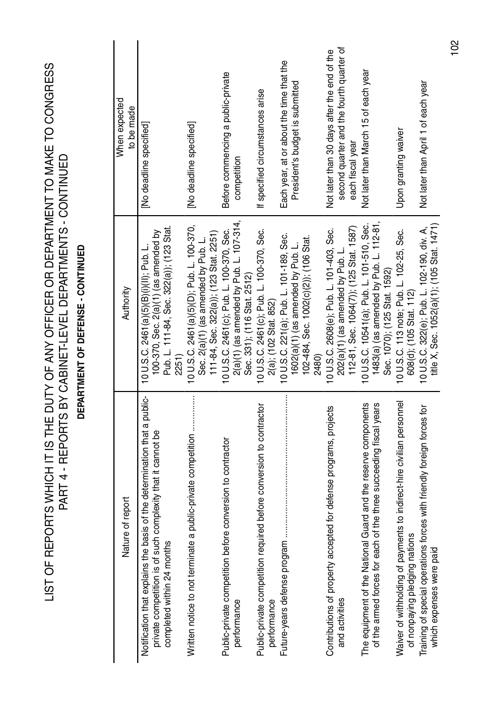 LIST OF REPORTS WHICH IT IS THE DUTY OF ANY OFFICER OR DEPARTMENT TO MAKE TO CONGRESS
PART 4 - REPORTS BY CABINET-LEVEL DEPARTMENTS - CONTINUED
DEPARTMENT OF DEFENSE - CONTINUED
Nature of report
Authority
When expected
to be made
Notification that explains the basis of the determination that a public-
private competition is of such complexity that it cannot be
completed within 24 months
10 U.S.C. 2461(a)(5)(B)(i)(II); Pub. L.
100-370, Sec. 2(a)(1) (as amended by
Pub. L. 111-84, Sec. 322(a)); (123 Stat.
2251)
[No deadline specified]
Written notice to not terminate a public-private competition ................
10 U.S.C. 2461(a)(5)(D); Pub. L. 100-370,
Sec. 2(a)(1) (as amended by Pub. L.
111-84, Sec. 322(a)); (123 Stat. 2251)
[No deadline specified]
Public-private competition before conversion to contractor
performance
10 U.S.C. 2461(c); Pub. L. 100-370, Sec.
2(a)(1) (as amended by Pub. L. 107-314,
Sec. 331); (116 Stat. 2512)
Before commencing a public-private
competition
Public-private competition required before conversion to contractor
performance
10 U.S.C. 2461(c); Pub. L. 100-370, Sec.
2(a); (102 Stat. 852)
If specified circumstances arise
Future-years defense program ......................................................
10 U.S.C. 221(a); Pub. L. 101-189, Sec.
1602(a)(1) (as amended by Pub. L.
102-484, Sec. 1002(c)(2)); (106 Stat.
2480)
Each year, at or about the time that the
President's budget is submitted
Contributions of property accepted for defense programs, projects
and activities
10 U.S.C. 2608(e); Pub. L. 101-403, Sec.
202(a)(1) (as amended by Pub. L.
112-81, Sec. 1064(7)); (125 Stat. 1587)
Not later than 30 days after the end of the
second quarter and the fourth quarter of
each fiscal year
The equipment of the National Guard and the reserve components
of the armed forces for each of the three succeeding fiscal years
10 U.S.C. 10541(a); Pub. L. 101-510, Sec.
1483(a) (as amended by Pub. L. 112-81,
Sec. 1070); (125 Stat. 1592)
Not later than March 15 of each year
Waiver of withholding of payments to indirect-hire civilian personnel
of nonpaying pledging nations
10 U.S.C. 113 note; Pub. L. 102-25, Sec.
608(d); (105 Stat. 112)
Upon granting waiver
Training of special operations forces with friendly foreign forces for
which expenses were paid
10 U.S.C. 322(e); Pub. L. 102-190, div. A,
title X, Sec. 1052(a)(1); (105 Stat. 1471)
Not later than April 1 of each year
102